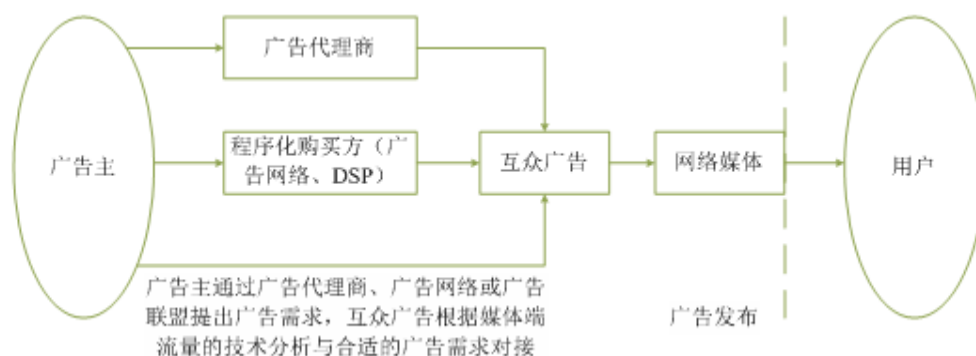 广告代理商
广告主
程序化购买方（广
告网络、DSP）
互众广告
网络媒体
用户
广告主通过广告代理商、广告网络或广告
联盟提出广告需求，互众广告根据媒体端
流量的技术分析与合适的广告需求对接
广告发布